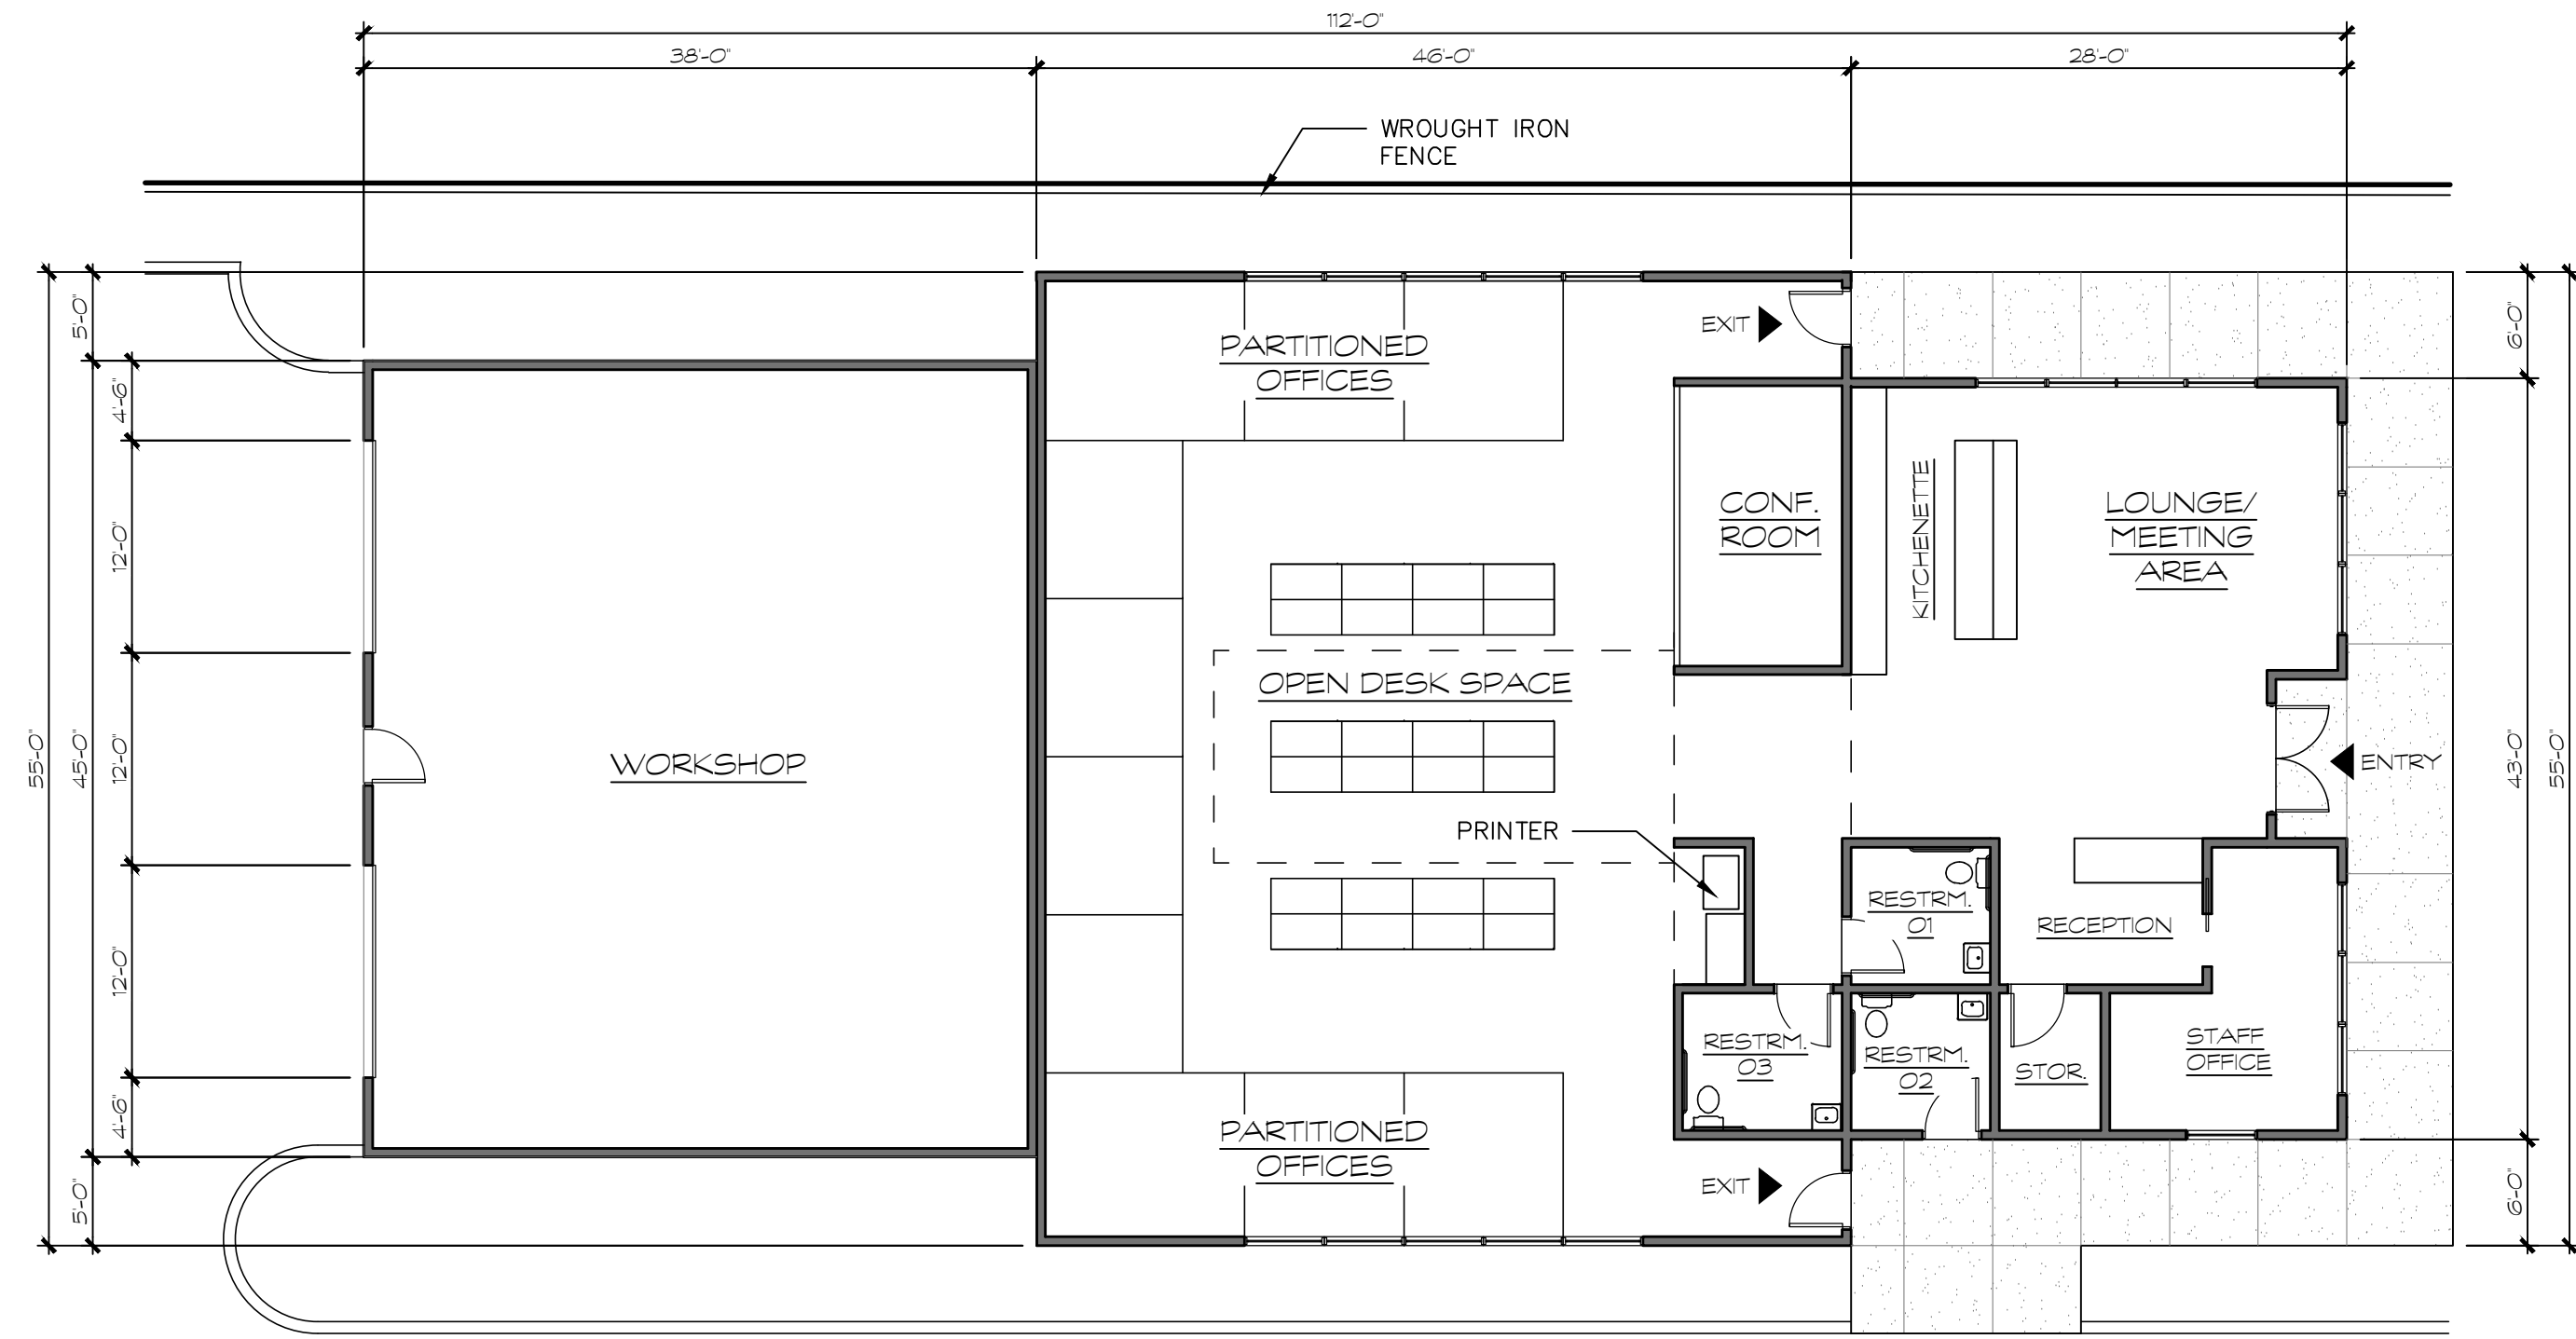 112'-0"
38'-0"
46'-0"
28'-0"
WROUGHT IRON
FENCE
5'-0"
4'-6"
12'-0"
12'-0"
12'-0"
4'-6"
5'-0"
45'-0"
55'-0"
PARTITIONED
OFFICES
EXIT
CONF.
ROOM
KITCHENETTE
LOUNGE/
MEETING
AREA
OPEN DESK SPACE
WORKSHOP
ENTRY
PRINTER
RESTRM.
01
RECEPTION
RESTRM.
03
RESTRM.
02
STOR.
STAFF
OFFICE
PARTITIONED
OFFICES
EXIT
6'-0"
43'-0"
55'-0"
6'-0"